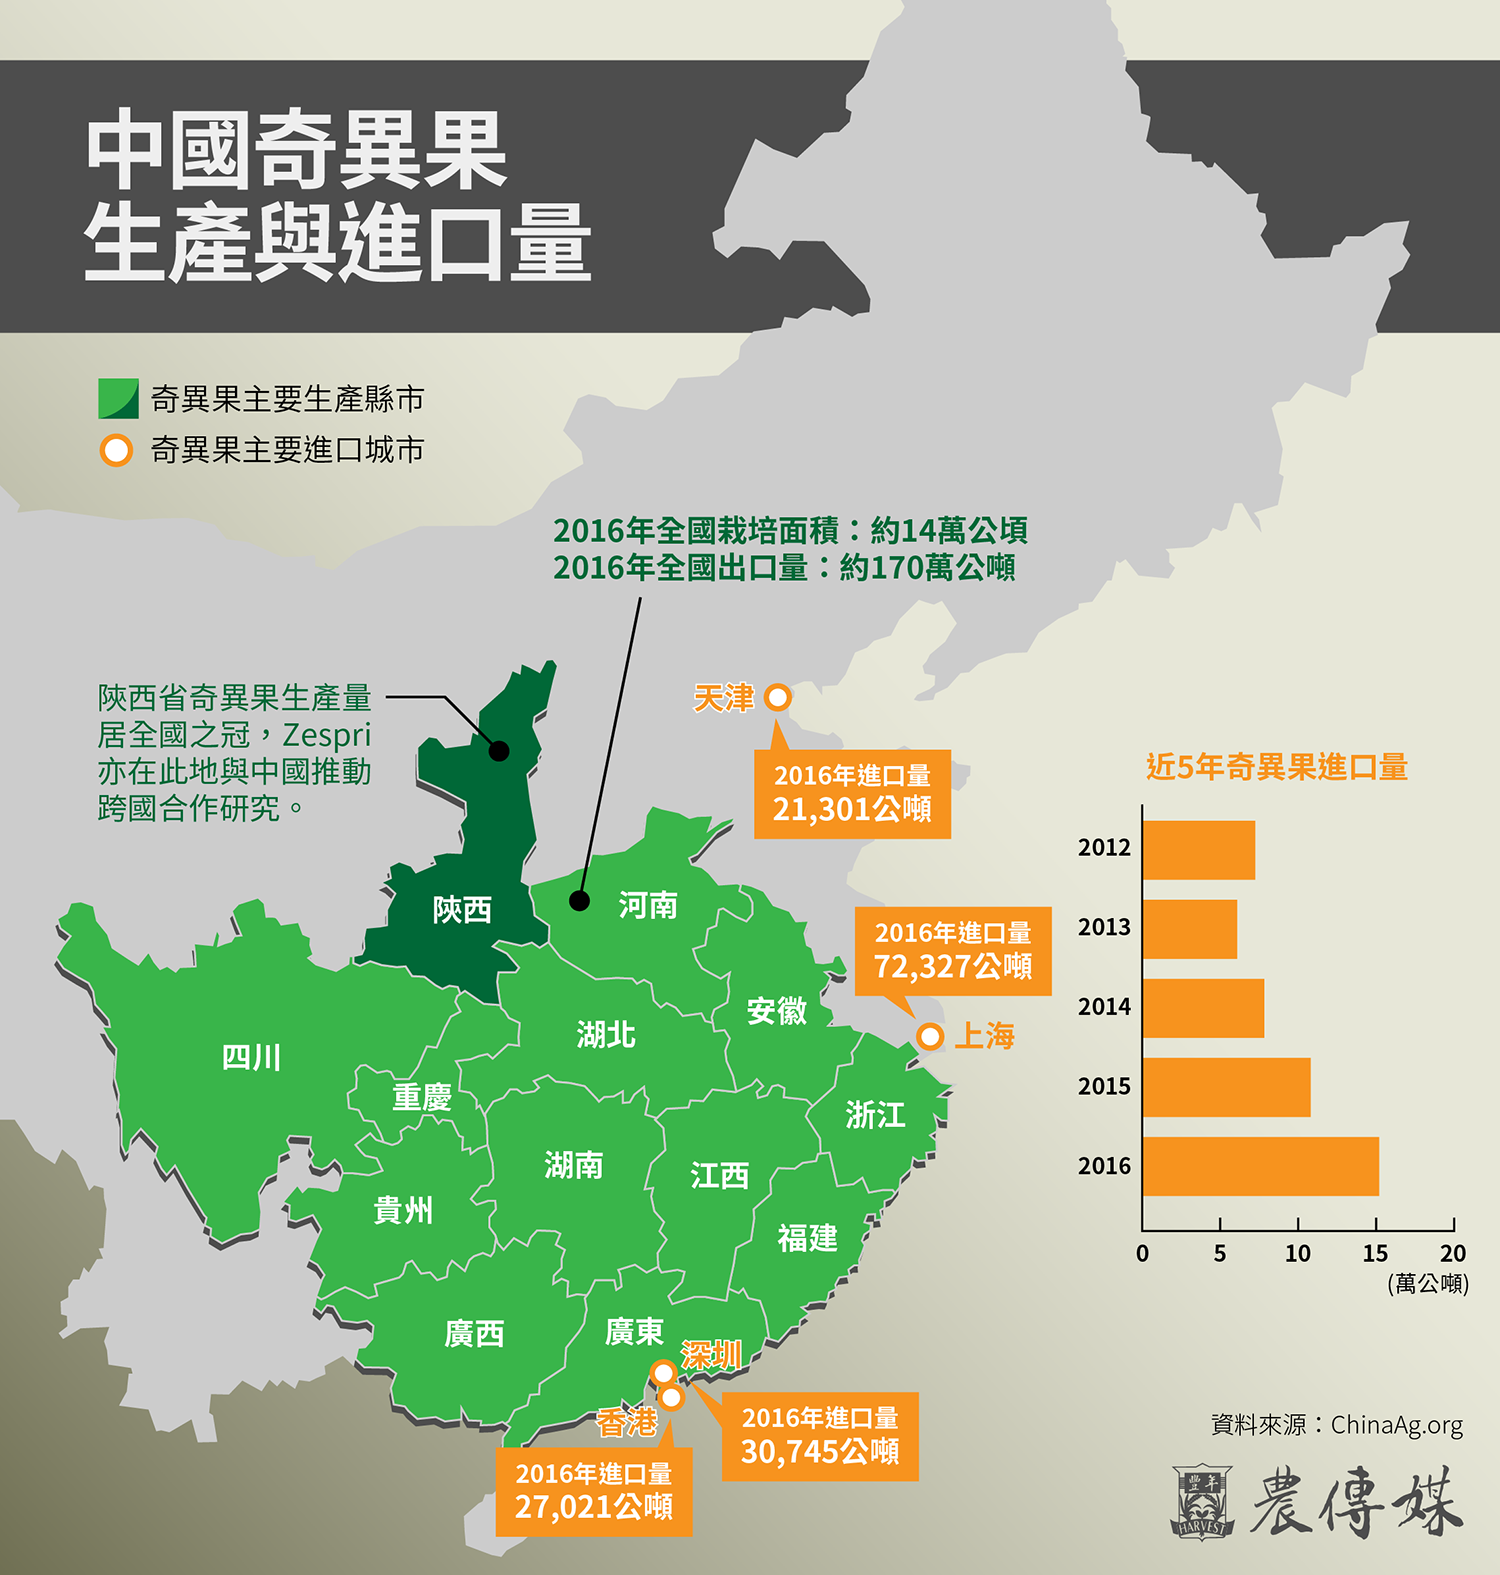 中國奇異果
生產與進口量
奇異果主要生產縣市
奇異果主要進口城市
2016年全國栽培面積：約14萬公頃
2016年全國出口量：約170萬公噸
陝西省奇異果生產量
居全國之冠，Zespri
亦在此地與中國推動
跨國合作研究。
天津
2016年進口量
21,301公噸
2016年進口量
72,327公噸
上海
陝西
河南
安徽
四川
湖北
重慶
浙江
湖南
江西
貴州
福建
廣西
廣東
深圳
香港
2016年進口量
30,745公噸
2016年進口量
27,021公噸
近5年奇異果進口量
2012
2013
2014
2015
2016
0 5 10 15 20
(萬公噸)
資料來源：ChinaAg.org
豐年
HARVEST
農傳媒